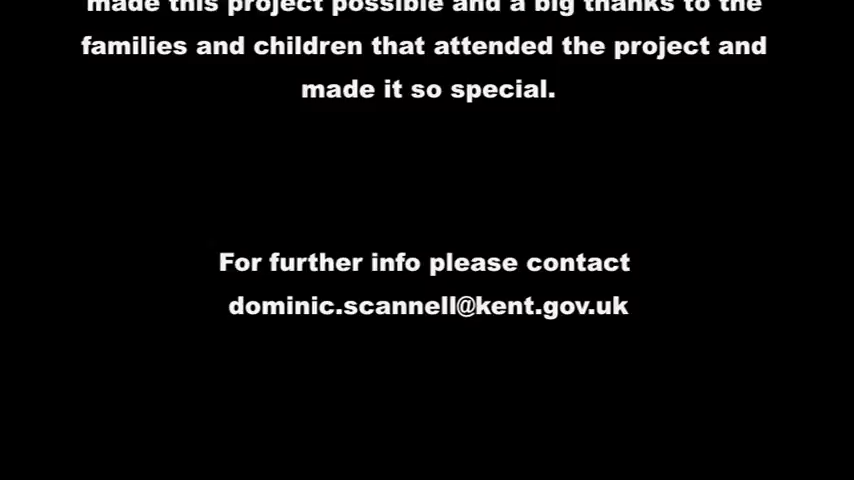 made this project possible and a big thanks to the
families and children that attended the project and
made it so special.
For further info please contact
dominic.scannell@kent.gov.uk